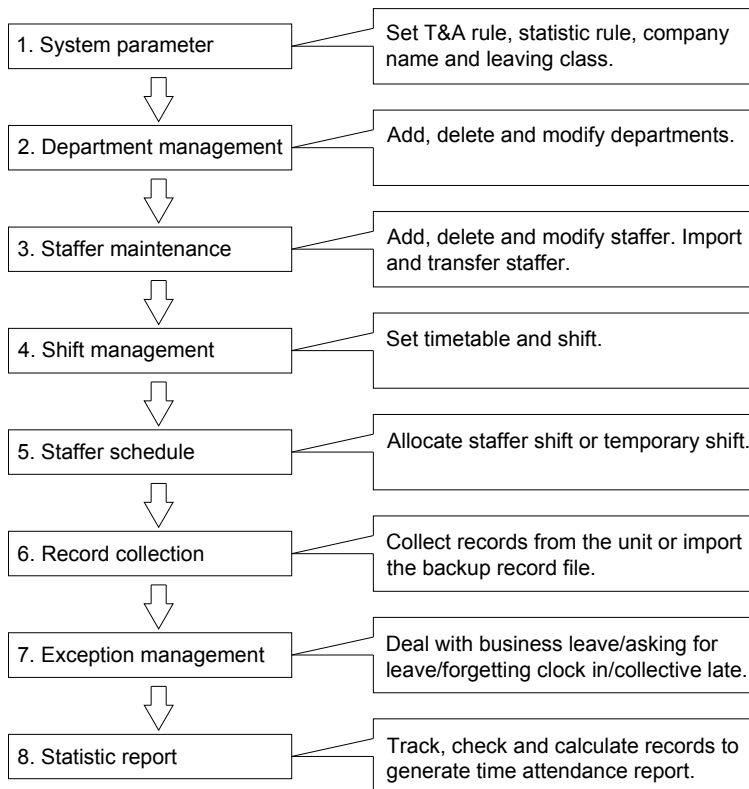 1. System parameter
Set T&A rule, statistic rule, company
name and leaving class.
2. Department management
Add, delete and modify departments.
3. Staffer maintenance
Add, delete and modify staffer. Import
and transfer staffer.
4. Shift management
Set timetable and shift.
5. Staffer schedule
Allocate staffer shift or temporary shift.
6. Record collection
Collect records from the unit or import
the backup record file.
7. Exception management
Deal with business leave/asking for
leave/forgetting clock in/collective late.
8. Statistic report
Track, check and calculate records to
generate time attendance report.